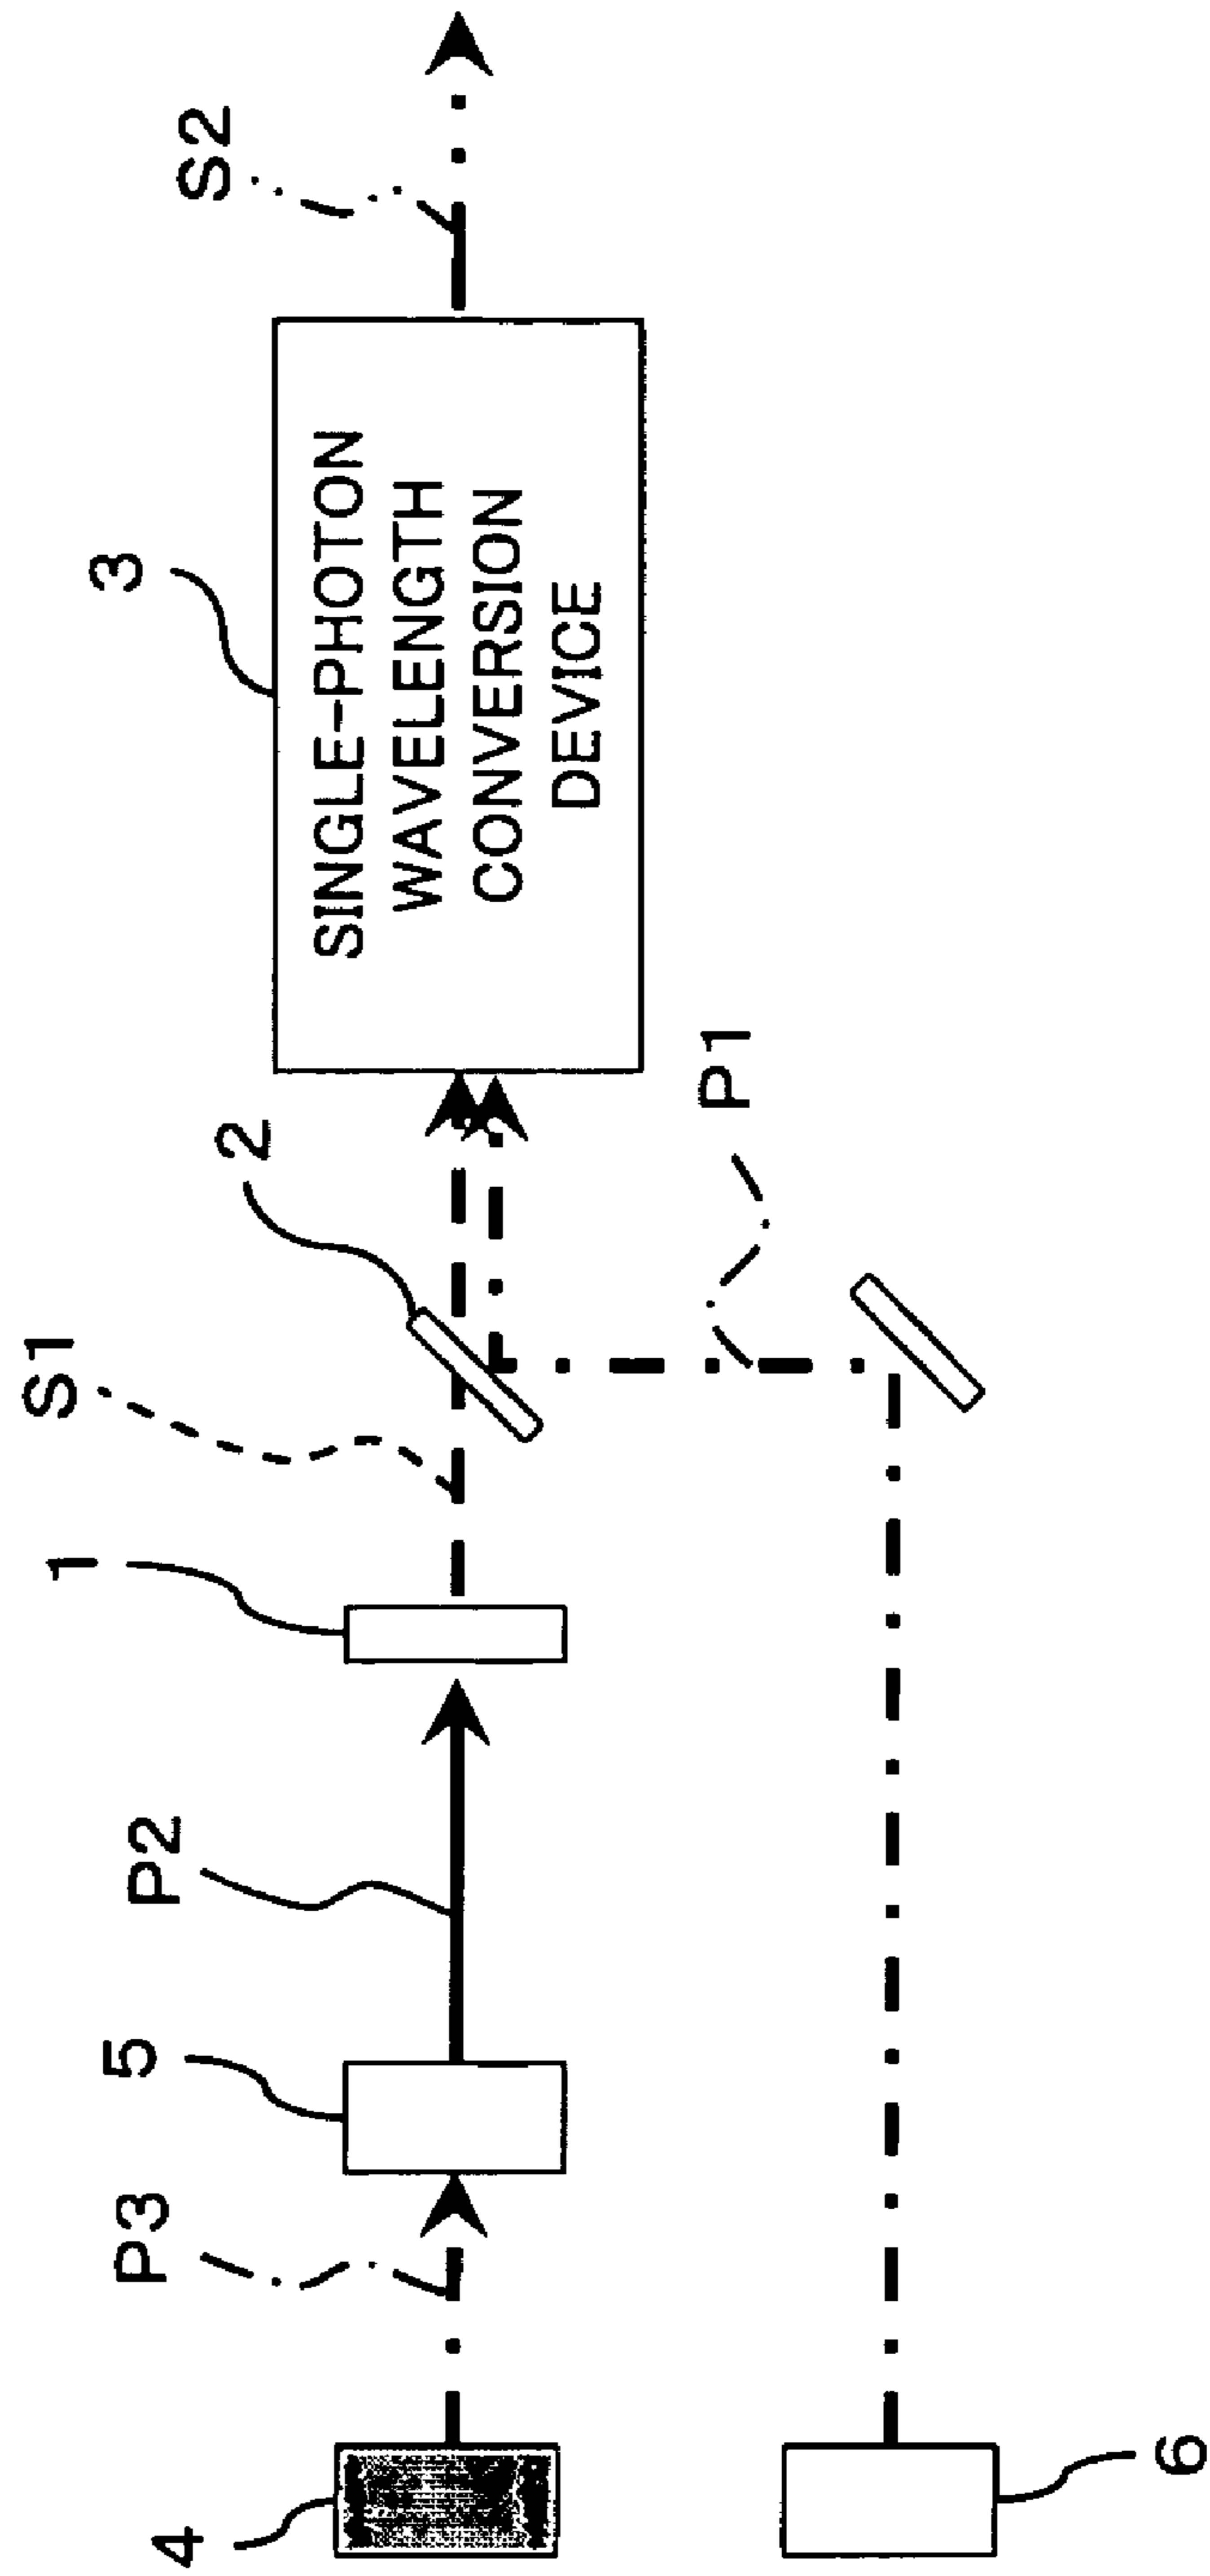 S2
3
SINGLE-PHOTON
WAVELENGTH
CONVERSION
DEVICE
2
P1
S1
1
P2
5
P3
4
6